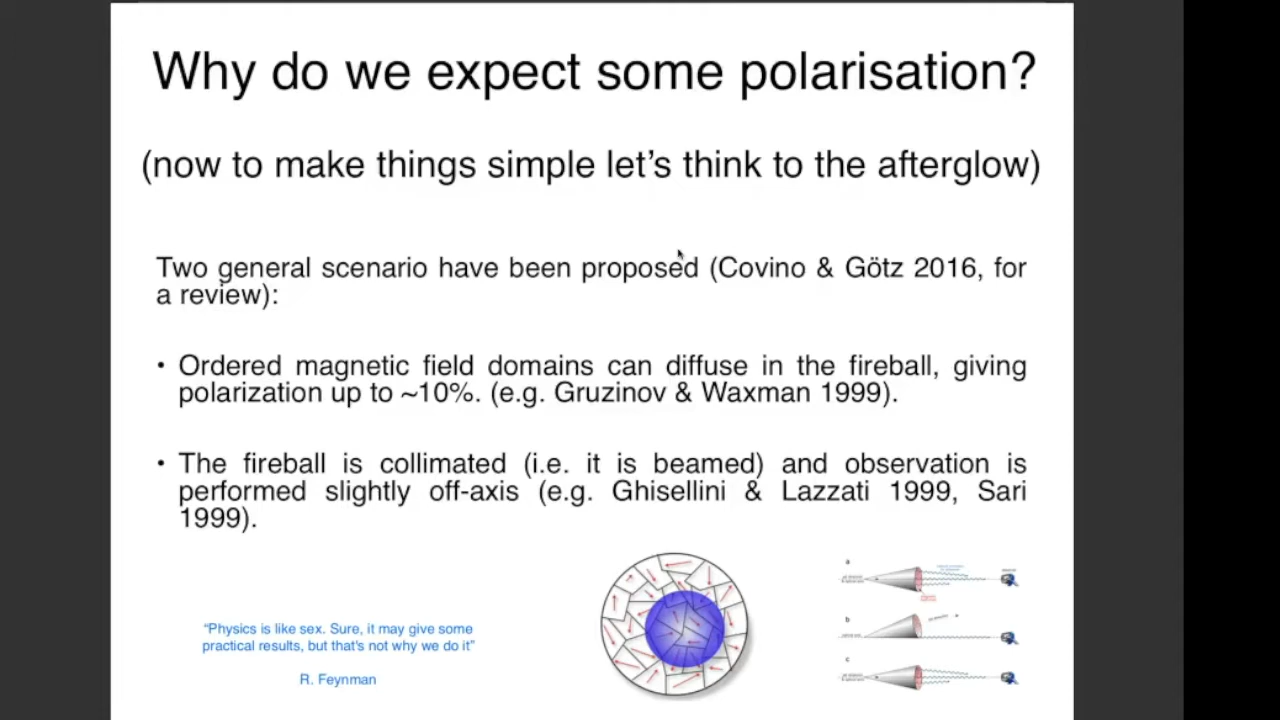 Why do we expect some polarisation?
(now to make things simple let's think to the afterglow)
Two general scenario have been proposed (Covino & Götz 2016, for
a review):
• Ordered magnetic field domains can diffuse in the fireball, giving
polarization up to ~10%. (e.g. Gruzinov & Waxman 1999).
• The fireball is collimated (i.e. it is beamed) and observation is
performed slightly off-axis (e.g. Ghisellini & Lazzati 1999, Sari
1999).
“Physics is like sex. Sure, it may give some
practical results, but that's not why we do it”
R. Feynman
a
b
c